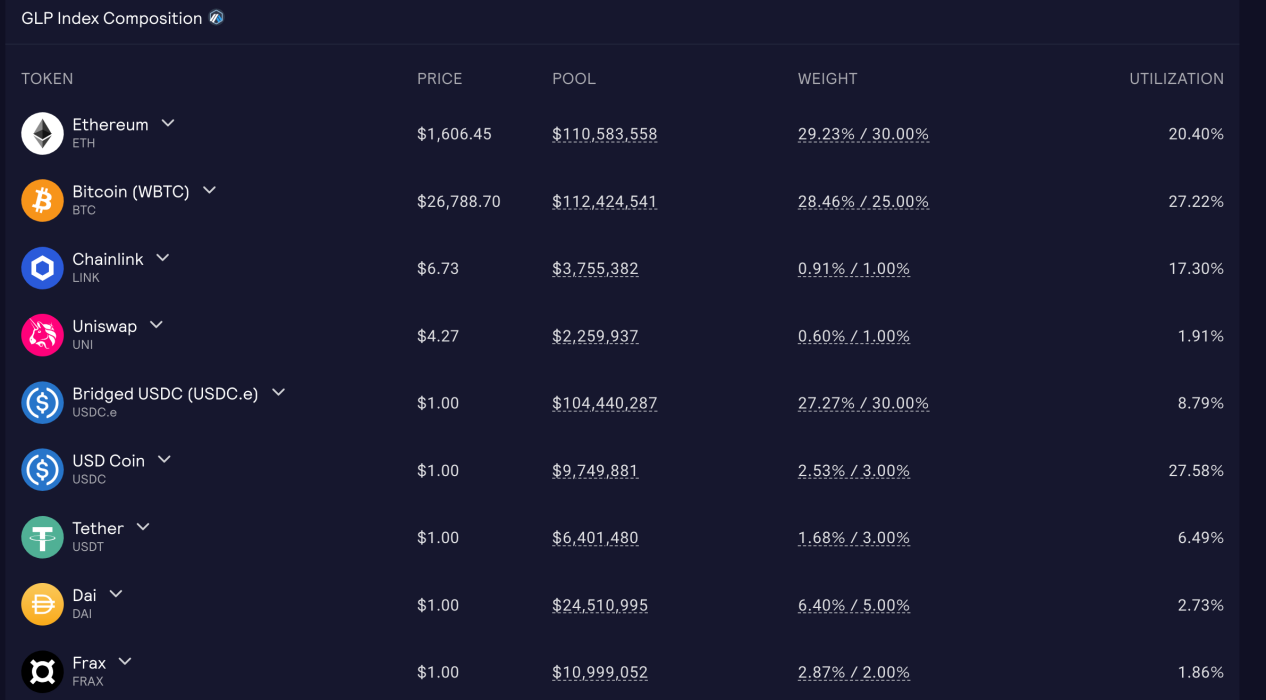 GLP Index Composition
TOKEN PRICE POOL WEIGHT UTILIZATION
Ethereum
ETH
$1,606.45 $110,583,558 29.23% / 30.00% 20.40%
Bitcoin (WBTC)
BTC
$26,788.70 $112,424,541 28.46% / 25.00% 27.22%
Chainlink
LINK
$6.73 $3,755,382 0.91% / 1.00% 17.30%
Uniswap
UNI
$4.27 $2,259,937 0.60% / 1.00% 1.91%
Bridged USDC (USDC.e)
USDC.e
$1.00 $104,440,287 27.27% / 30.00% 8.79%
USD Coin
USDC
$1.00 $9,749,881 2.53% / 3.00% 27.58%
Tether
USDT
$1.00 $6,401,480 1.68% / 3.00% 6.49%
Dai
DAI
$1.00 $24,510,995 6.40% / 5.00% 2.73%
Frax
FRAX
$1.00 $10,999,052 2.87% / 2.00% 1.86%